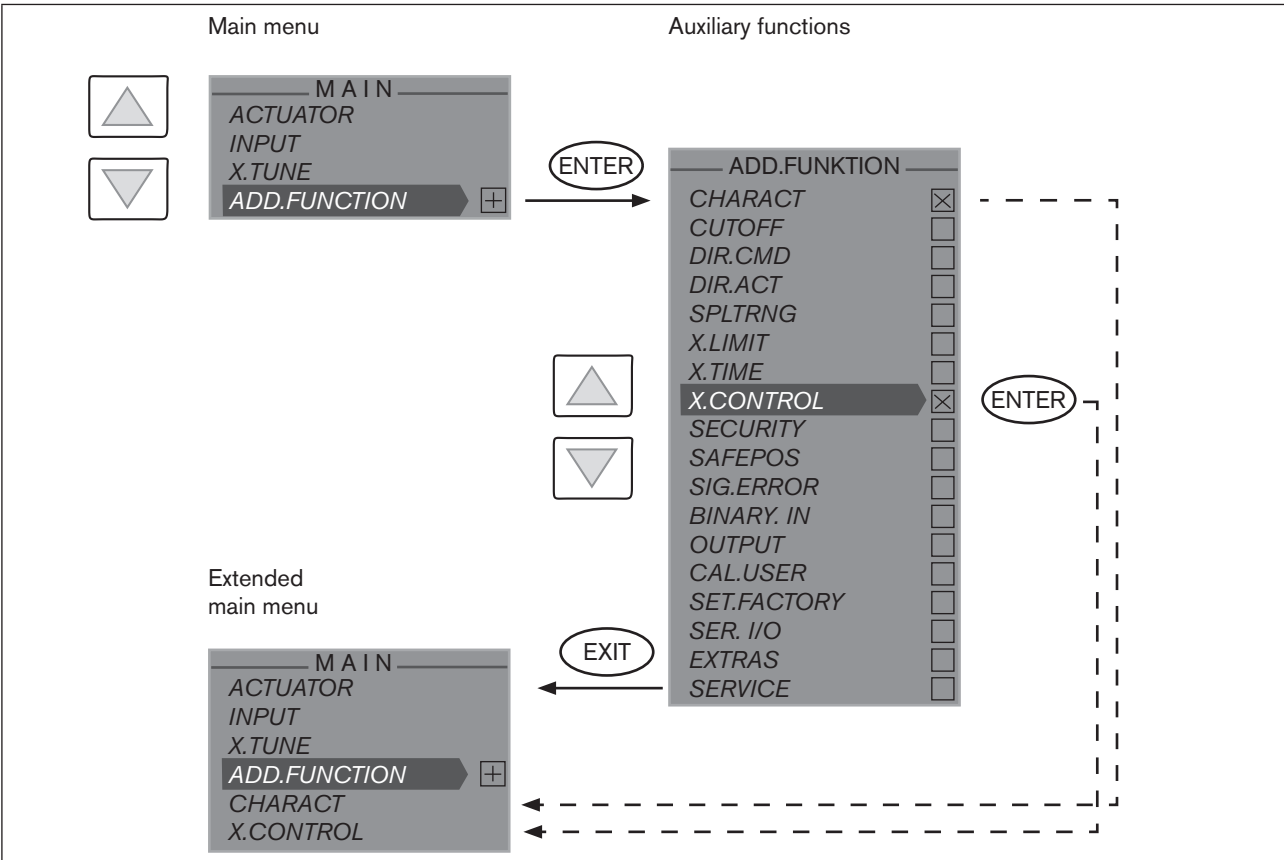 Main menu
Auxiliary functions
MAIN
ACTUATOR
INPUT
X.TUNE
ADD.FUNCTION
ENTER
ADD.FUNKTION
CHARACT
CUTOFF
DIR.CMD
DIR.ACT
SPLTRNG
X.LIMIT
X.TIME
X.CONTROL
ENTER
SECURITY
SAFEPOS
SIG.ERROR
BINARY. IN
OUTPUT
CAL.USER
SET.FACTORY
SER. I/O
EXTRAS
SERVICE
EXIT
Extended
main menu
MAIN
ACTUATOR
INPUT
X.TUNE
ADD.FUNCTION
CHARACT
X.CONTROL